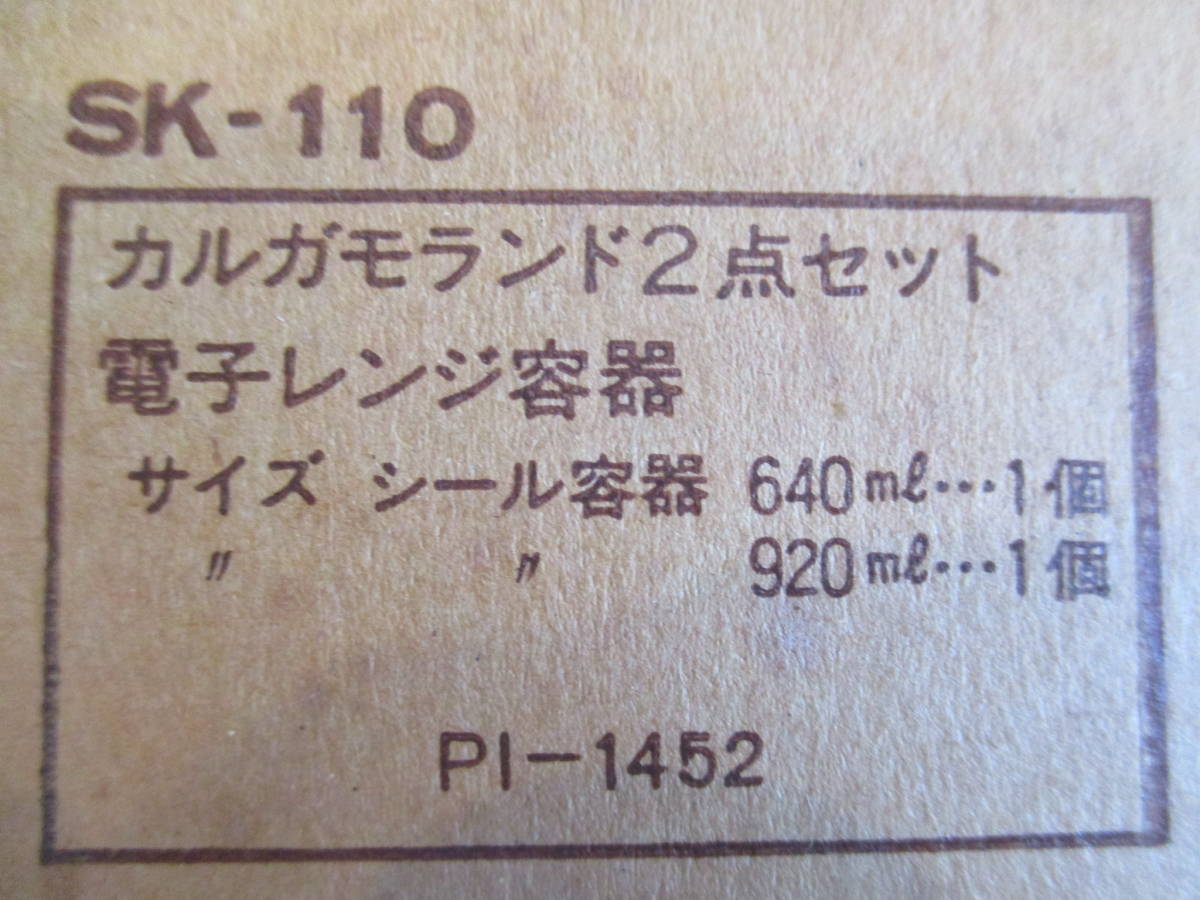 SK-110
カルガモランド2点セット
電子レンジ容器
サイズ シール容器 640mℓ…1個
〃 〃 920mℓ…1個
PI-1452